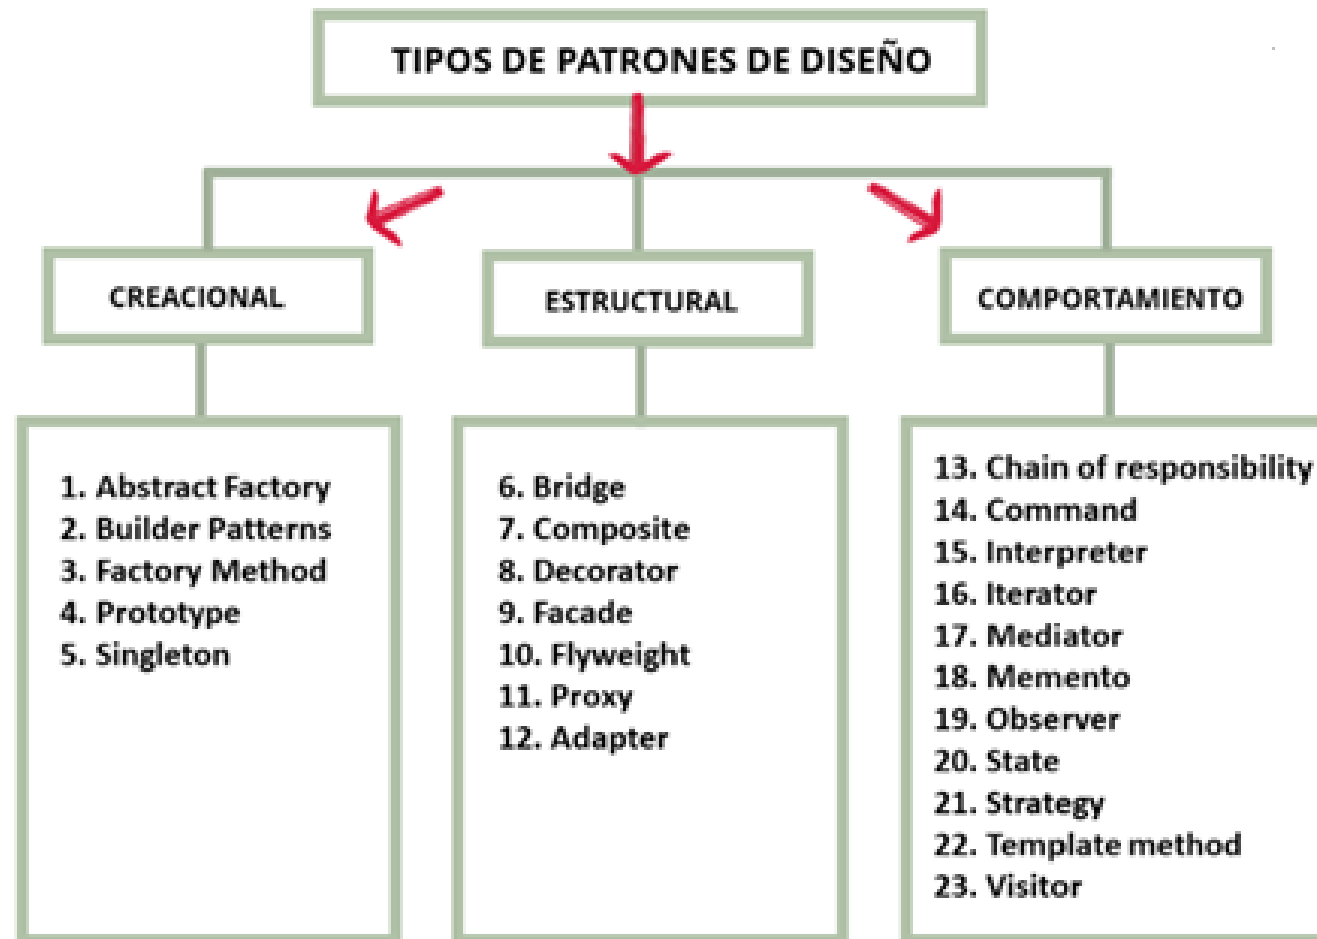 TIPOS DE PATRONES DE DISEÑO
CREACIONAL
ESTRUCTURAL
COMPORTAMIENTO
1. Abstract Factory
2. Builder Patterns
3. Factory Method
4. Prototype
5. Singleton
6. Bridge
7. Composite
8. Decorator
9. Facade
10. Flyweight
11. Proxy
12. Adapter
13. Chain of responsibility
14. Command
15. Interpreter
16. Iterator
17. Mediator
18. Memento
19. Observer
20. State
21. Strategy
22. Template method
23. Visitor